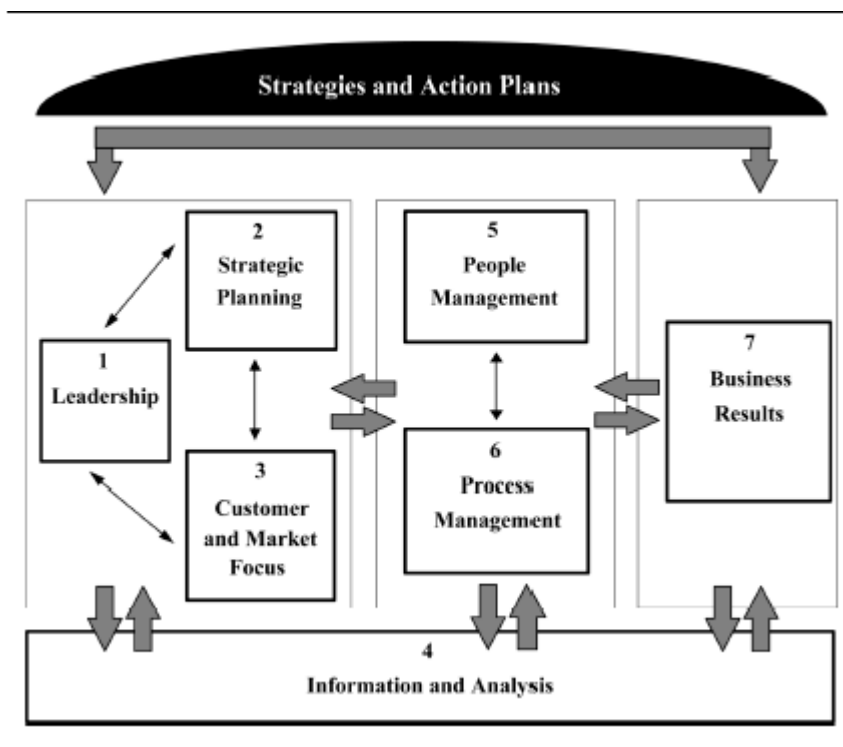 Strategies and Action Plans
2
Strategic
Planning
5
People
Management
1
Leadership
7
Business
Results
3
Customer
and Market
Focus
6
Process
Management
4
Information and Analysis